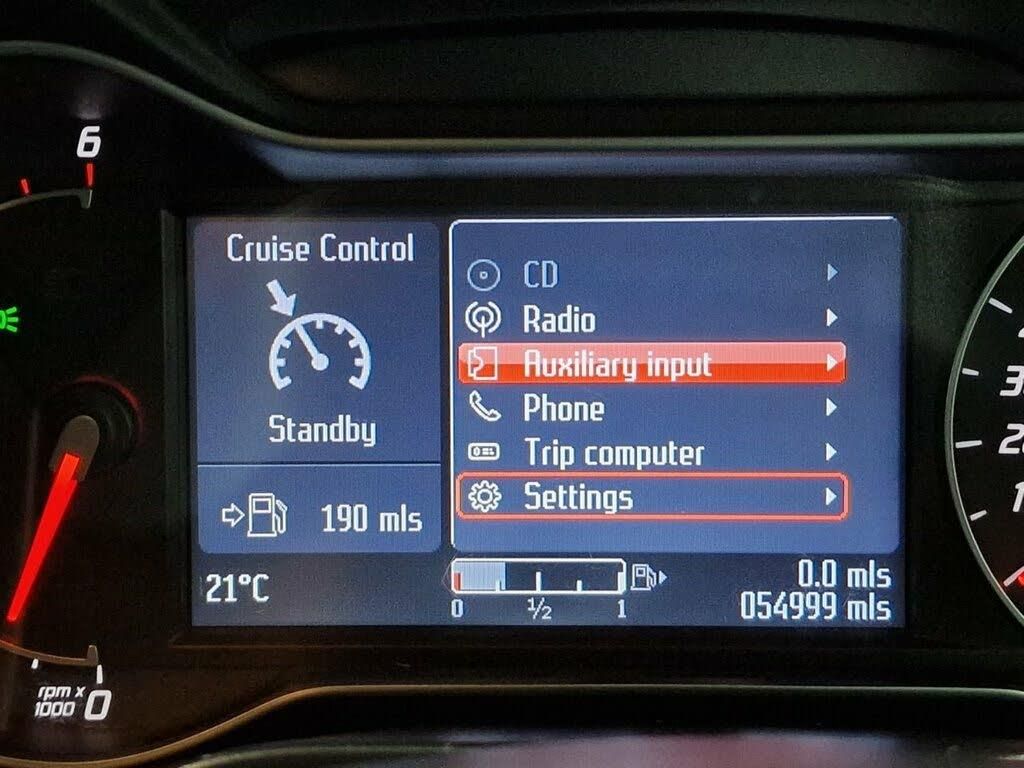 6
Cruise Control
Standby
190 mls
CD
Radio
Auxiliary input
Phone
Trip computer
Settings
21°C
0 1/2 1
0.0 mls
054999 mls
rpm x
1000 0